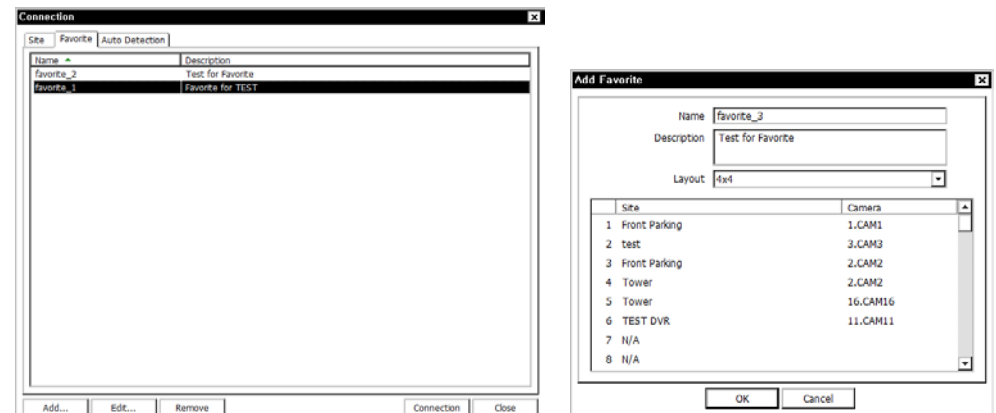 Connection
Site Favorite Auto Detection
Name Description
favorite_2 Test for Favorite
favorite_1 Favorite for TEST
Add... Edit... Remove Connection Close
Add Favorite
Name favorite_3
Description Test for Favorite
Layout 4x4
Site Camera
1 Front Parking 1.CAM1
2 test 3.CAM3
3 Front Parking 2.CAM2
4 Tower 2.CAM2
5 Tower 16.CAM16
6 TEST DVR 11.CAM11
7 N/A
8 N/A
OK Cancel